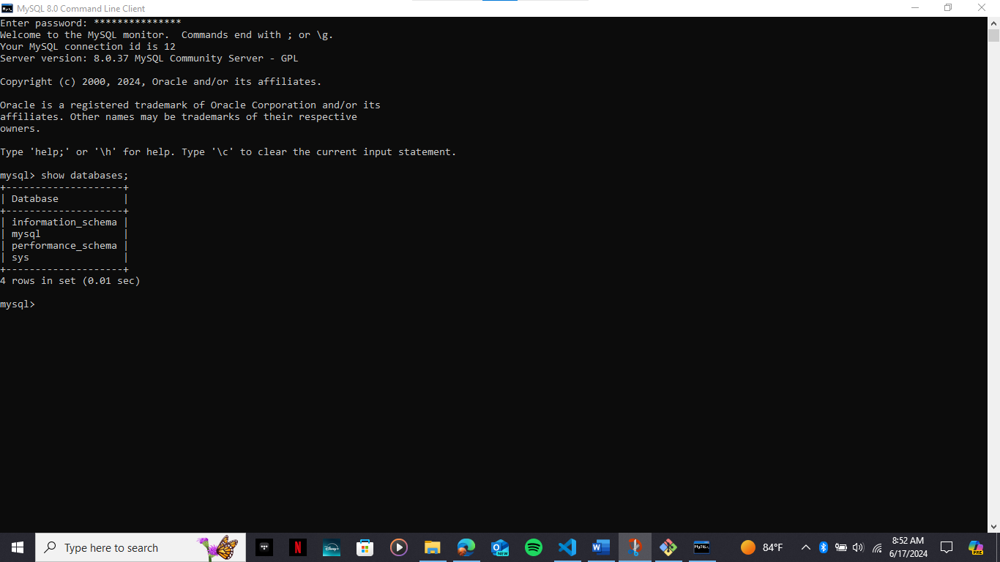 MySQL 8.0 Command Line Client
Enter password: ***************
Welcome to the MySQL monitor.  Commands end with ; or \g.
Your MySQL connection id is 12
Server version: 8.0.37 MySQL Community Server - GPL

Copyright (c) 2000, 2024, Oracle and/or its affiliates.

Oracle is a registered trademark of Oracle Corporation and/or its
affiliates. Other names may be trademarks of their respective
owners.

Type 'help;' or '\h' for help. Type '\c' to clear the current input statement.

mysql> show databases;
+--------------------+
| Database           |
+--------------------+
| information_schema |
| mysql              |
| performance_schema |
| sys                |
+--------------------+
4 rows in set (0.01 sec)

mysql>
Type here to search
84°F
8:52 AM
6/17/2024